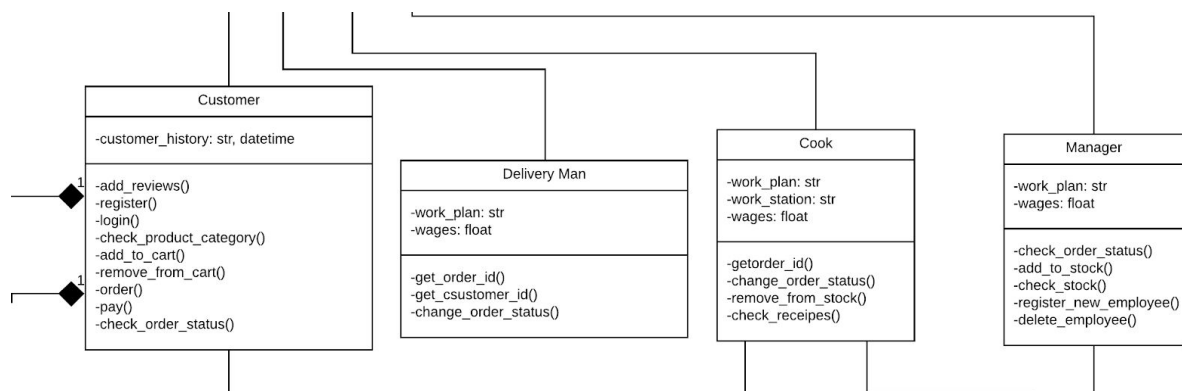 Customer
-customer_history: str, datetime
1
-add_reviews()
-register()
-login()
-check_product_category()
-add_to_cart()
-remove_from_cart()
1
-order()
-pay()
-check_order_status()
Delivery Man
-work_plan: str
-wages: float
-get_order_id()
-get_csustomer_id()
-change_order_status()
Cook
-work_plan: str
-work_station: str
-wages: float
-getorder_id()
-change_order_status()
-remove_from_stock()
-check_receipes()
Manager
-work_plan: str
-wages: float
-check_order_status()
-add_to_stock()
-check_stock()
-register_new_employee()
-delete_employee()